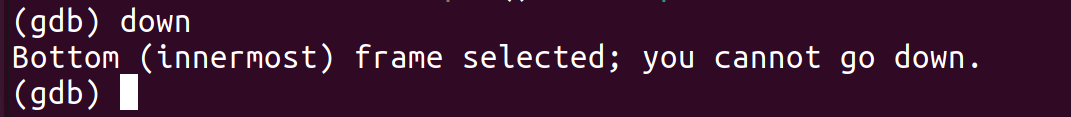 (gdb) down
Bottom (innermost) frame selected; you cannot go down.
(gdb)